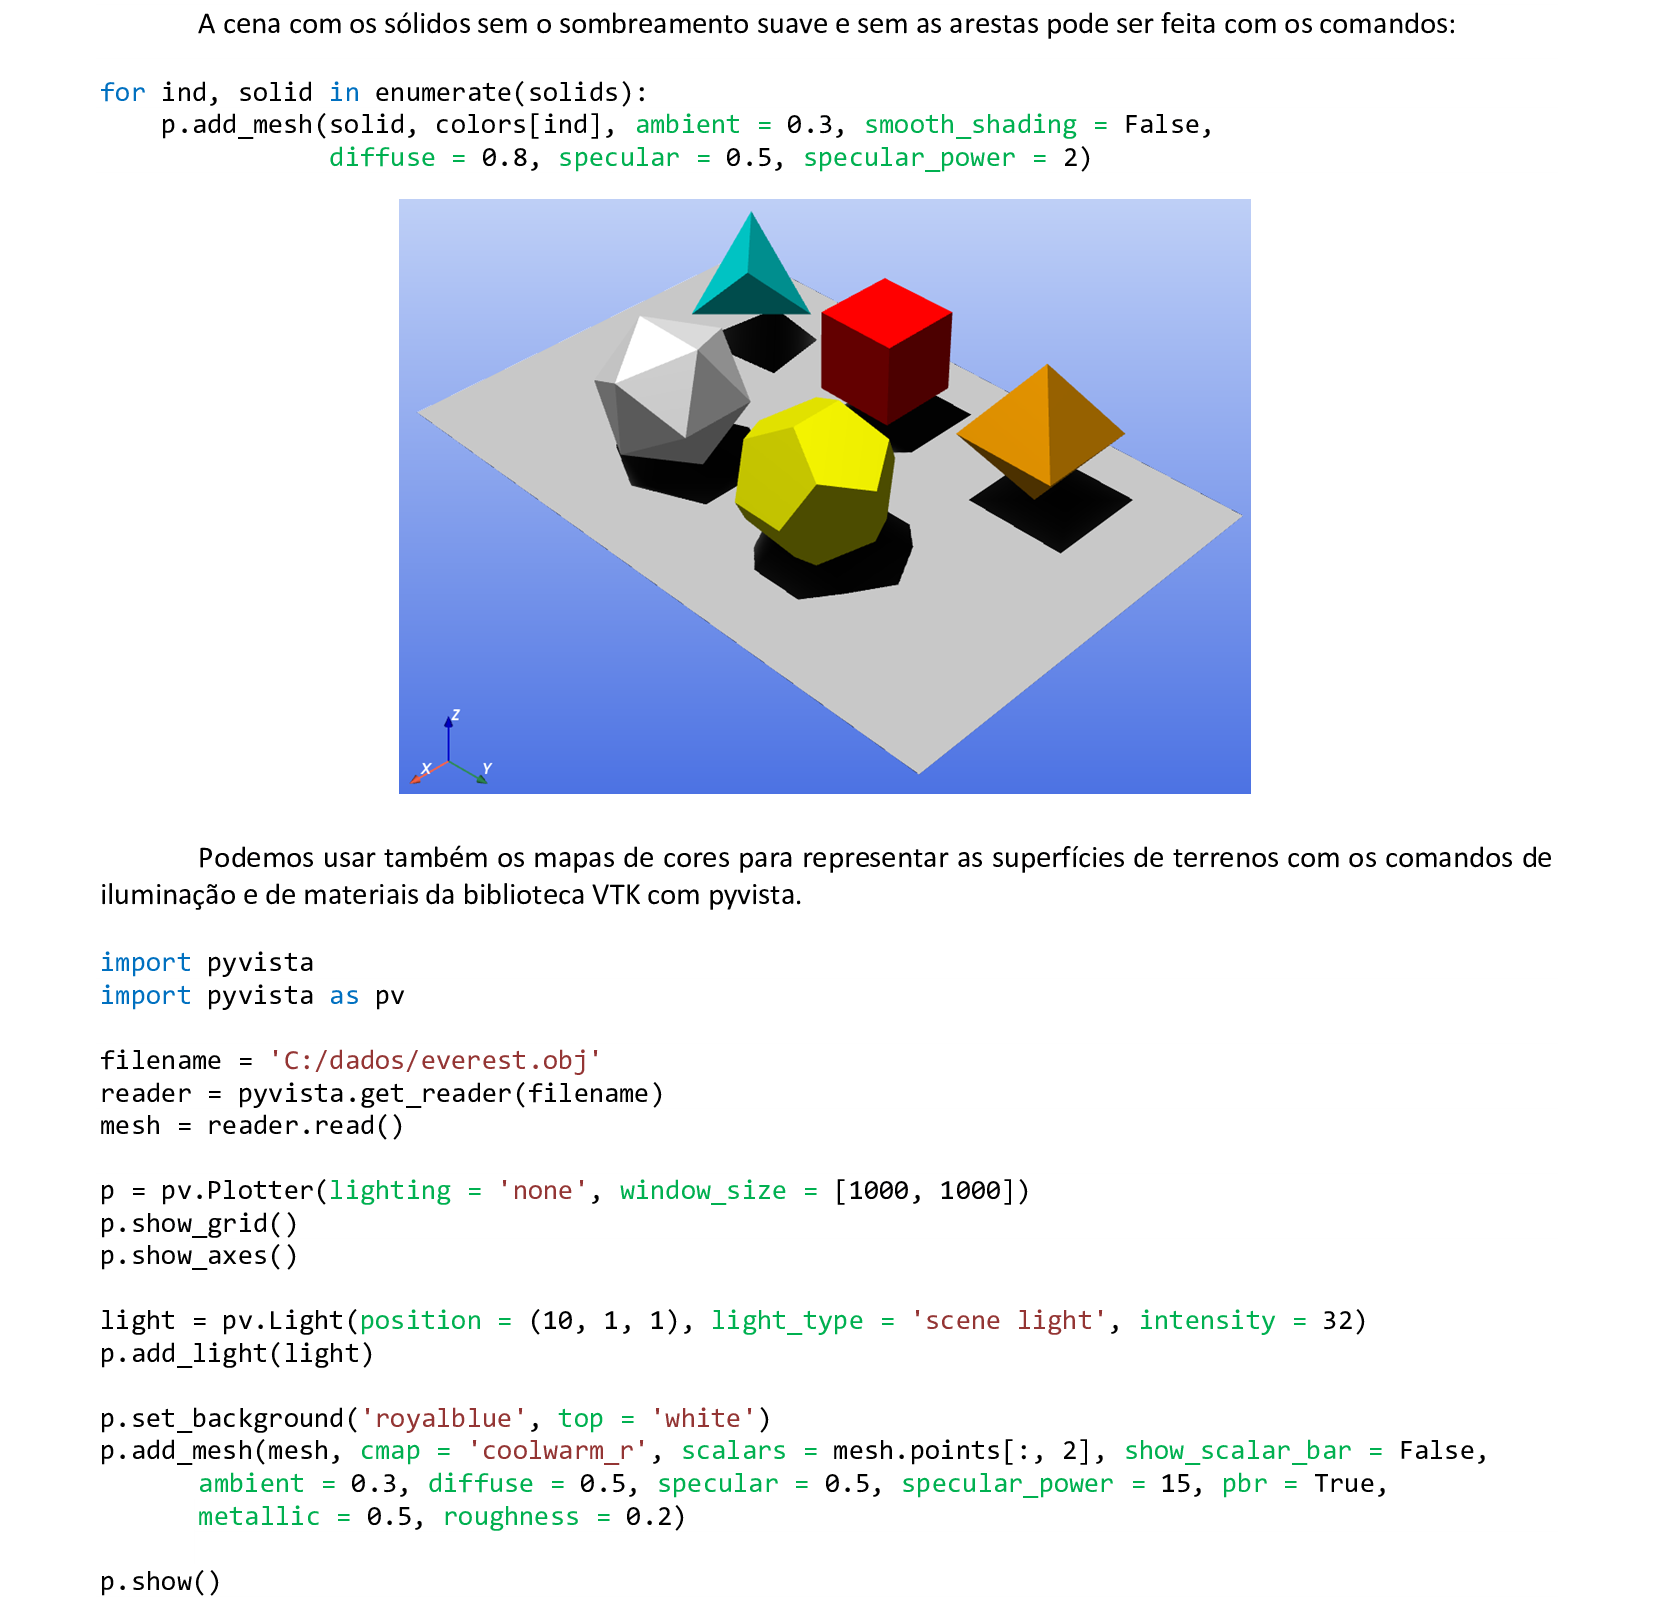 A cena com os sólidos sem o sombreamento suave e sem as arestas pode ser feita com os comandos:
for ind, solid in enumerate(solids):
    p.add_mesh(solid, colors[ind], ambient = 0.3, smooth_shading = False,
               diffuse = 0.8, specular = 0.5, specular_power = 2)
Z
X
Y
Podemos usar também os mapas de cores para representar as superfícies de terrenos com os comandos de
iluminação e de materiais da biblioteca VTK com pyvista.
import pyvista
import pyvista as pv
filename = 'C:/dados/everest.obj'
reader = pyvista.get_reader(filename)
mesh = reader.read()
p = pv.Plotter(lighting = 'none', window_size = [1000, 1000])
p.show_grid()
p.show_axes()
light = pv.Light(position = (10, 1, 1), light_type = 'scene light', intensity = 32)
p.add_light(light)
p.set_background('royalblue', top = 'white')
p.add_mesh(mesh, cmap = 'coolwarm_r', scalars = mesh.points[:, 2], show_scalar_bar = False,
      ambient = 0.3, diffuse = 0.5, specular = 0.5, specular_power = 15, pbr = True,
      metallic = 0.5, roughness = 0.2)
p.show()